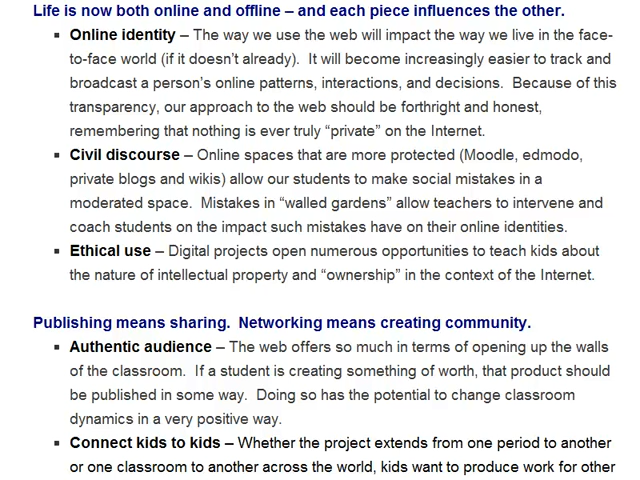 Life is now both online and offline – and each piece influences the other.
▪ Online identity – The way we use the web will impact the way we live in the face-
to-face world (if it doesn't already).  It will become increasingly easier to track and
broadcast a person's online patterns, interactions, and decisions.  Because of this
transparency, our approach to the web should be forthright and honest,
remembering that nothing is ever truly “private” on the Internet.
▪ Civil discourse – Online spaces that are more protected (Moodle, edmodo,
private blogs and wikis) allow our students to make social mistakes in a
moderated space.  Mistakes in “walled gardens” allow teachers to intervene and
coach students on the impact such mistakes have on their online identities.
▪ Ethical use – Digital projects open numerous opportunities to teach kids about
the nature of intellectual property and “ownership” in the context of the Internet.
Publishing means sharing.  Networking means creating community.
▪ Authentic audience – The web offers so much in terms of opening up the walls
of the classroom.  If a student is creating something of worth, that product should
be published in some way.  Doing so has the potential to change classroom
dynamics in a very positive way.
▪ Connect kids to kids – Whether the project extends from one period to another
or one classroom to another across the world, kids want to produce work for other